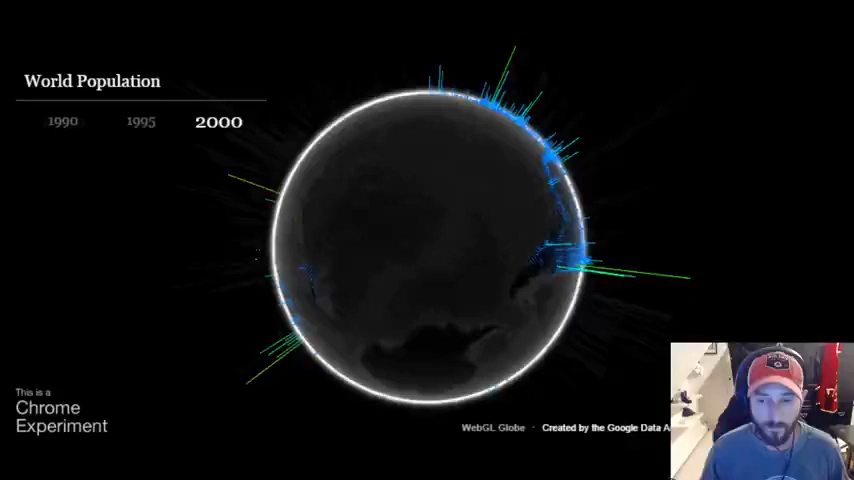 World Population
1990 1995 2000
This is a
Chrome
Experiment
WebGL Globe · Created by the Google Data